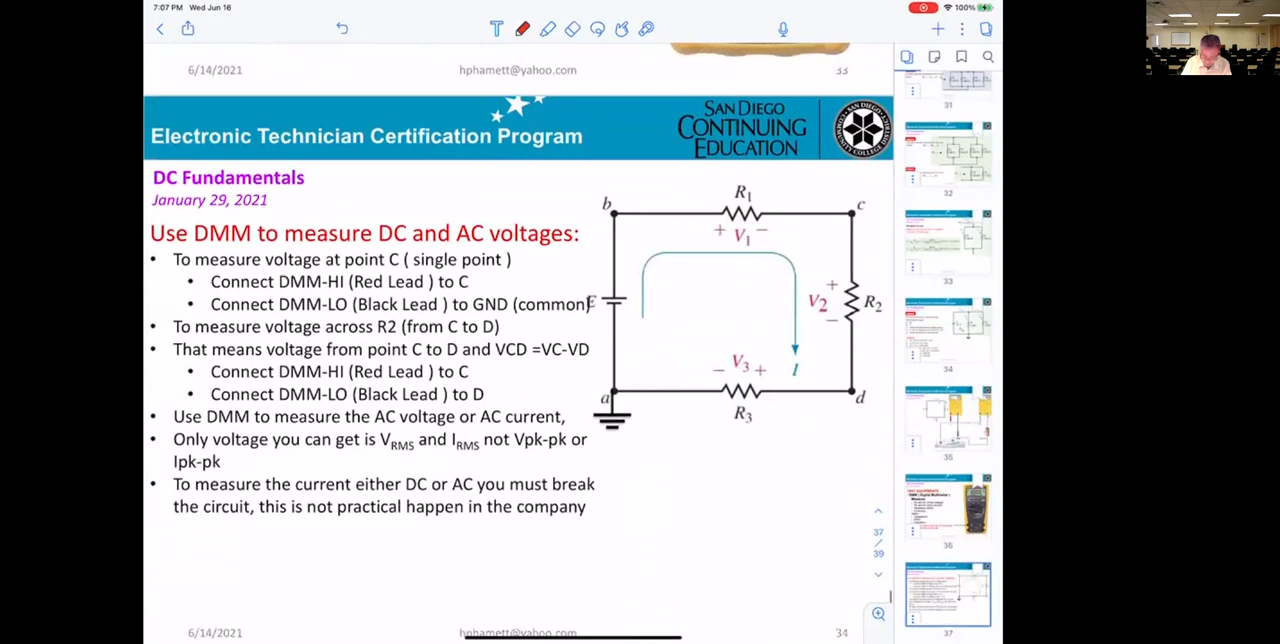 7:07 PM Wed Jun 16
100%
6/14/2021
hphamett@yahoo.com
33
Electronic Technician Certification Program
SAN DIEGO
CONTINUING
EDUCATION
DC Fundamentals
January 29, 2021
Use DMM to measure DC and AC voltages:
• To measure voltage at point C ( single point )
• Connect DMM-HI (Red Lead ) to C
• Connect DMM-LO (Black Lead ) to GND (common)
• To measure voltage across R2 (from C to D)
• That means voltage from point C to D and VCD =VC-VD
• Connect DMM-HI (Red Lead ) to C
• Connect DMM-LO (Black Lead ) to D
• Use DMM to measure the AC voltage or AC current,
• Only voltage you can get is VRMS and IRMS not Vpk-pk or
Ipk-pk
• To measure the current either DC or AC you must break
the circuit, this is not practical happen in the company
b
R1
c
+ V1 −
E
V2
+
−
R2
− V3 +
I
a
R3
d
6/14/2021
hphamett@yahoo.com
34
37
/
39
31
32
33
34
35
36
37